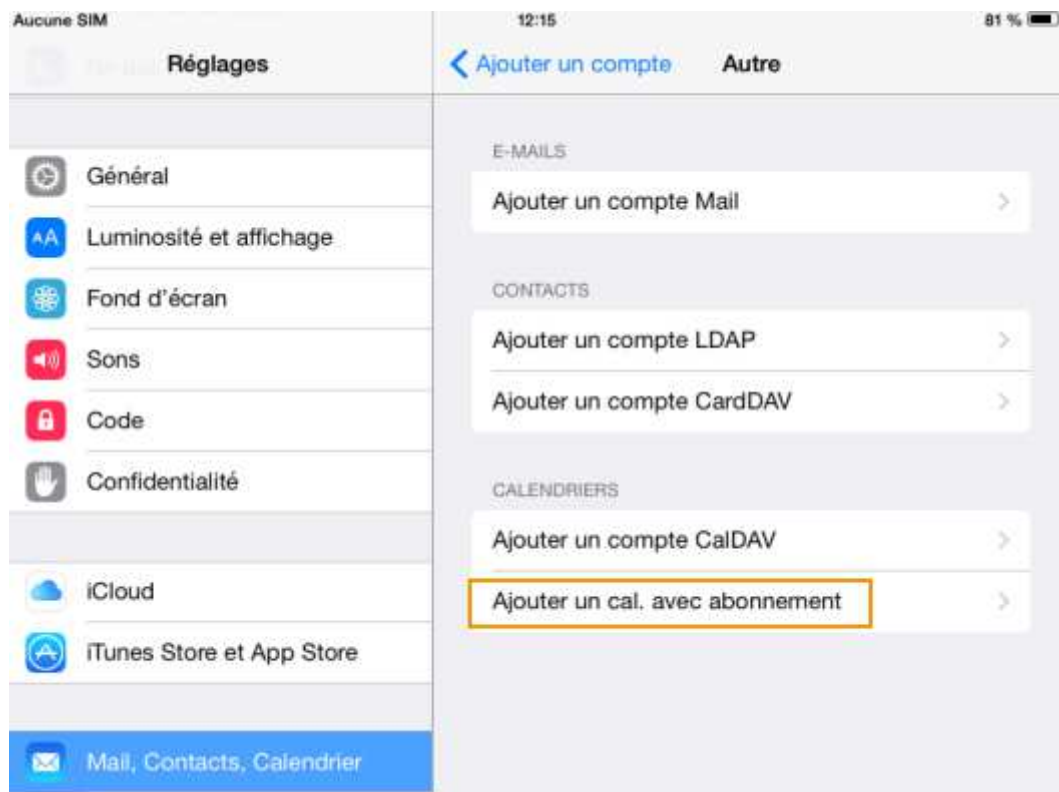 Aucune SIM 12:15 81 %
Réglages
Ajouter un compte Autre
Général
Luminosité et affichage
Fond d'écran
Sons
Code
Confidentialité
iCloud
iTunes Store et App Store
Mail, Contacts, Calendrier
E-MAILS
Ajouter un compte Mail
CONTACTS
Ajouter un compte LDAP
Ajouter un compte CardDAV
CALENDRIERS
Ajouter un compte CalDAV
Ajouter un cal. avec abonnement